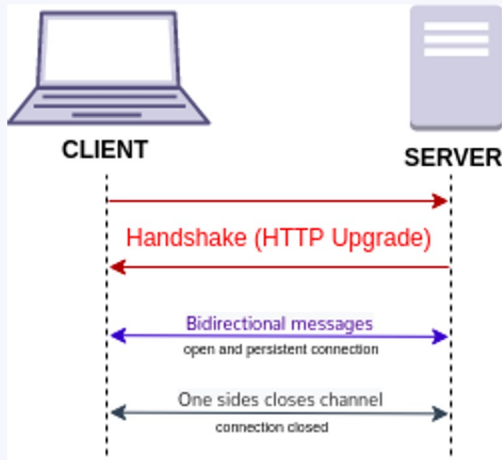 CLIENT
SERVER
Handshake (HTTP Upgrade)
Bidirectional messages
open and persistent connection
One sides closes channel
connection closed